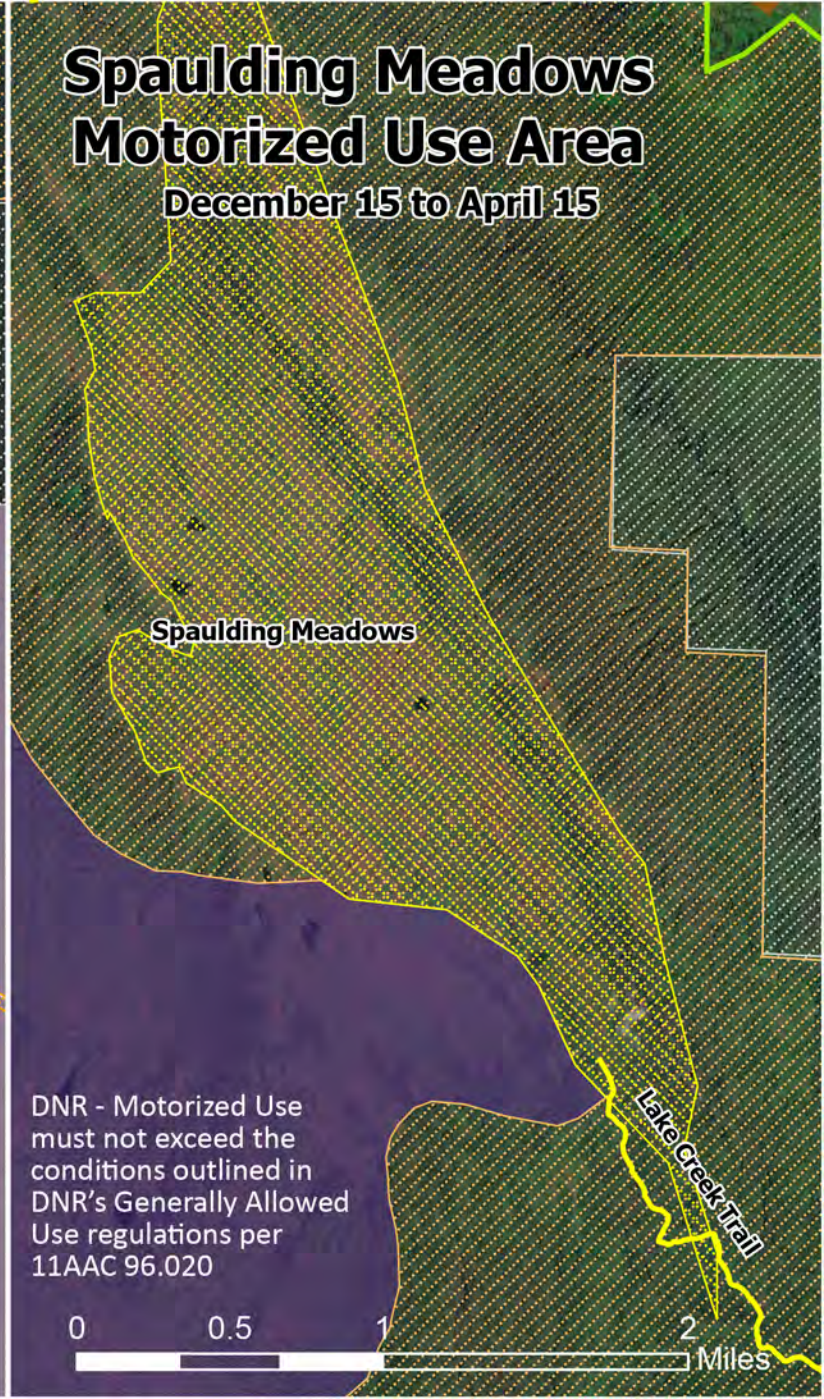 Spaulding Meadows
Motorized Use Area
December 15 to April 15
Spaulding Meadows
Lake Creek Trail
DNR - Motorized Use
must not exceed the
conditions outlined in
DNR's Generally Allowed
Use regulations per
11AAC 96.020
0 0.5 1 2
Miles